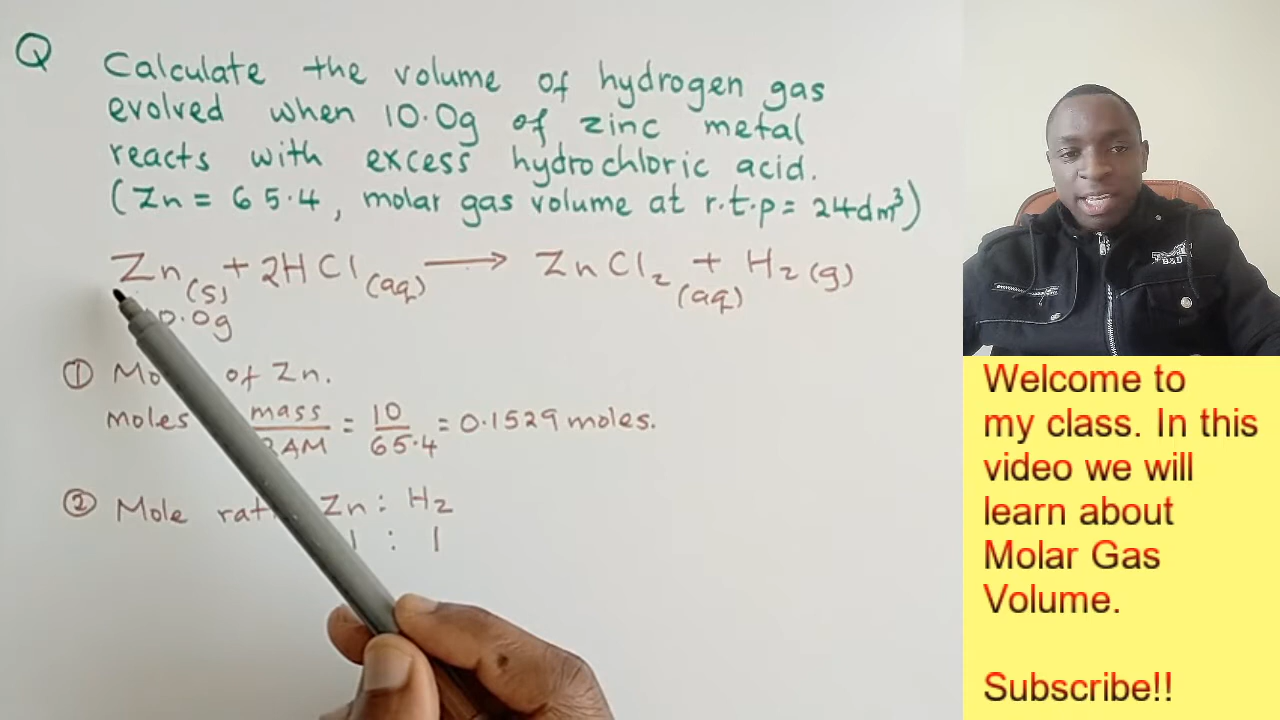 Q
Calculate the volume of hydrogen gas
evolved when 10.0g of zinc metal
reacts with excess hydrochloric acid.
(Zn = 65.4, molar gas volume at r.t.p = 24dm³)
Zn(s) + 2HCl(aq) ⟶ ZnCl₂(aq) + H₂(g)
0.0g
① Mo of Zn.
moles mass/AM = 10/65.4 = 0.1529 moles.
② Mole rat Zn : H₂
1 : 1
Welcome to
my class. In this
video we will
learn about
Molar Gas
Volume.
Subscribe!!